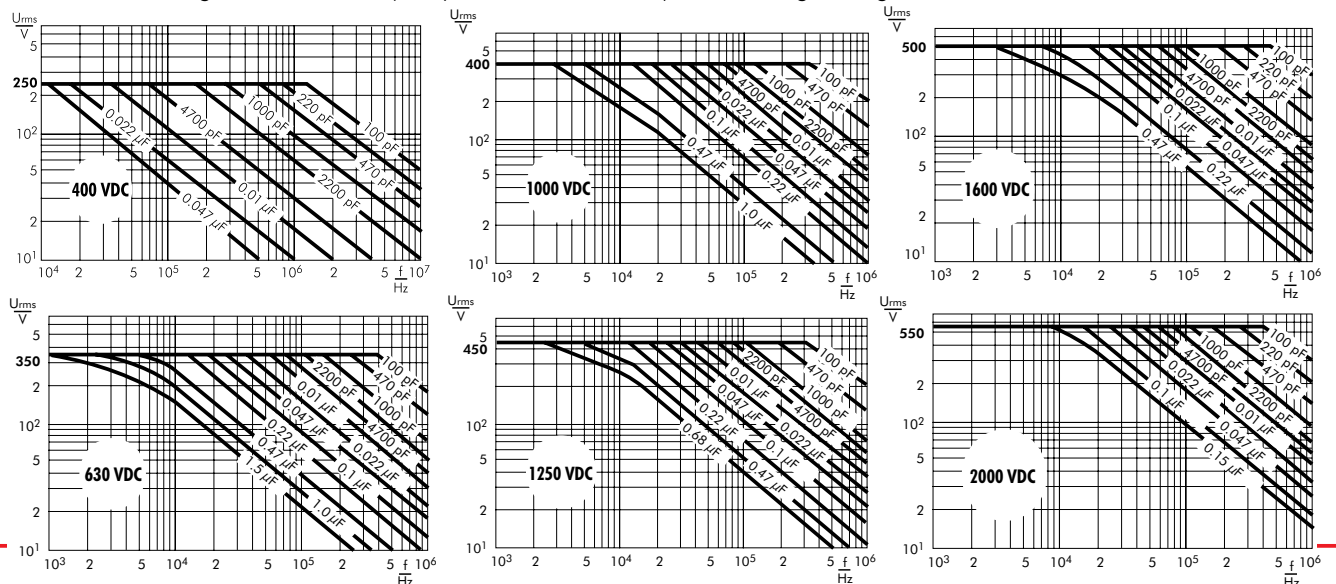 Urms
V
5
250
2
10²
5
2
10¹
0.022 µF
4700 pF
1000 pF
220 pF
100 pF
470 pF
2200 pF
0.01 µF
0.047 µF
400 VDC
10⁴ 2 5 10⁵ 2 5 10⁶ 2 5 10⁷
f
Hz
Urms
V
5
400
2
10²
5
2
10¹
0.47 µF
0.1 µF
0.022 µF
4700 pF
1000 pF
100 pF
470 pF
2200 pF
0.01 µF
0.047 µF
0.22 µF
1.0 µF
1000 VDC
10³ 2 5 10⁴ 2 5 10⁵ 2 5 10⁶
f
Hz
Urms
V
500
2
10²
5
2
10¹
0.47 µF
0.1 µF
0.022 µF
4700 pF
1000 pF
220 pF
100 pF
470 pF
2200 pF
0.01 µF
0.047 µF
0.22 µF
1600 VDC
10³ 2 5 10⁴ 2 5 10⁵ 2 5 10⁶
f
Hz
Urms
V
5
350
2
10²
5
2
10¹
1.5 µF
0.47 µF
0.22 µF
0.047 µF
0.01 µF
2200 pF
470 pF
100 pF
1000 pF
4700 pF
0.022 µF
0.1 µF
1.0 µF
630 VDC
10³ 2 5 10⁴ 2 5 10⁵ 2 5 10⁶
f
Hz
Urms
V
5
450
2
10²
5
2
10¹
0.68 µF
0.22 µF
0.047 µF
0.01 µF
2200 pF
470 pF
100 pF
1000 pF
4700 pF
0.022 µF
0.1 µF
0.47 µF
1250 VDC
10³ 2 5 10⁴ 2 5 10⁵ 2 5 10⁶
f
Hz
Urms
V
550
2
10²
5
2
10¹
0.1 µF
0.022 µF
4700 pF
1000 pF
220 pF
100 pF
470 pF
2200 pF
0.01 µF
0.047 µF
0.15 µF
2000 VDC
10³ 2 5 10⁴ 2 5 10⁵ 2 5 10⁶
f
Hz